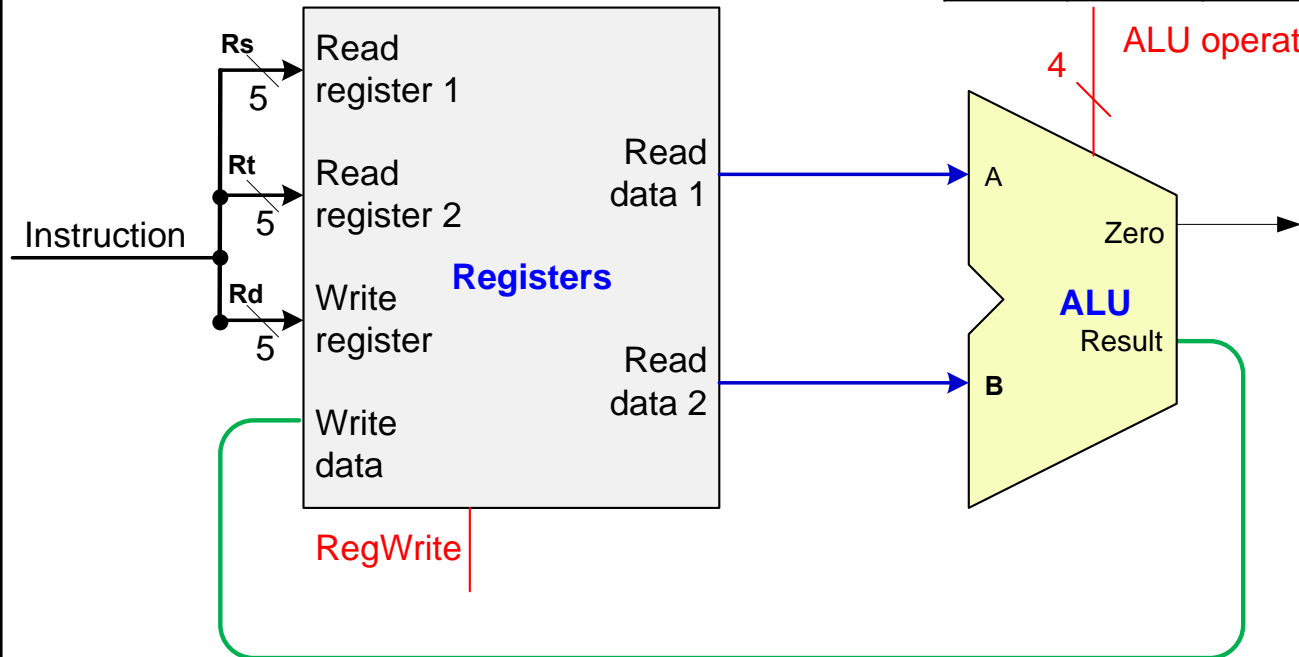 ALU operat
4
Rs
5
Read
register 1
Rt
5
Read
register 2
Read
data 1
A
Zero
Instruction
Rd
5
Write
register
Registers
ALU
Result
Read
data 2
B
Write
data
RegWrite